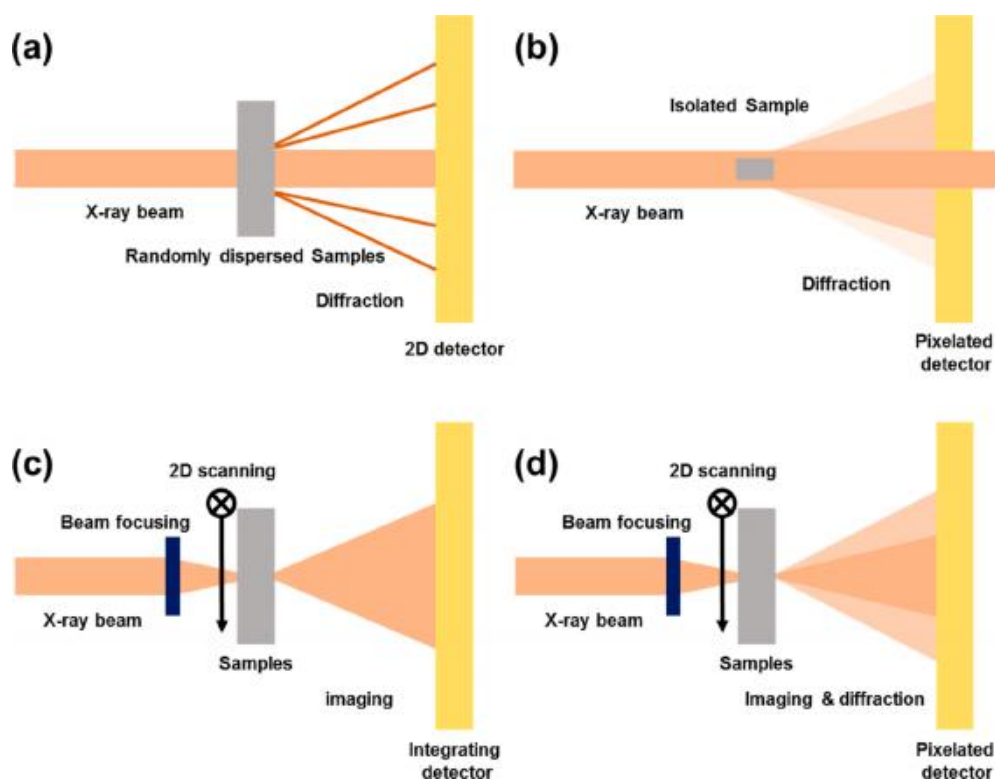 (a)
X-ray beam
Randomly dispersed Samples
Diffraction
2D detector
(b)
Isolated Sample
X-ray beam
Diffraction
Pixelated
detector
(c)
2D scanning
Beam focusing
X-ray beam
Samples
imaging
Integrating
detector
(d)
2D scanning
Beam focusing
X-ray beam
Samples
Imaging & diffraction
Pixelated
detector